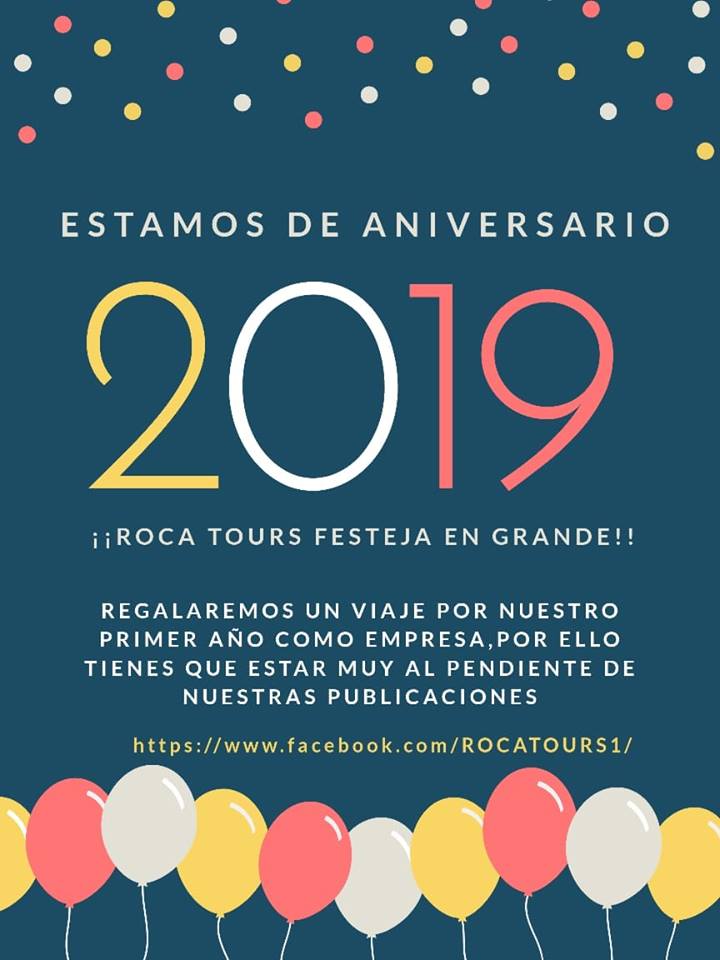 ESTAMOS DE ANIVERSARIO
2019
¡¡ROCA TOURS FESTEJA EN GRANDE!!
REGALAREMOS UN VIAJE POR NUESTRO
PRIMER AÑO COMO EMPRESA,POR ELLO
TIENES QUE ESTAR MUY AL PENDIENTE DE
NUESTRAS PUBLICACIONES
https://www.facebook.com/ROCATOURS1/